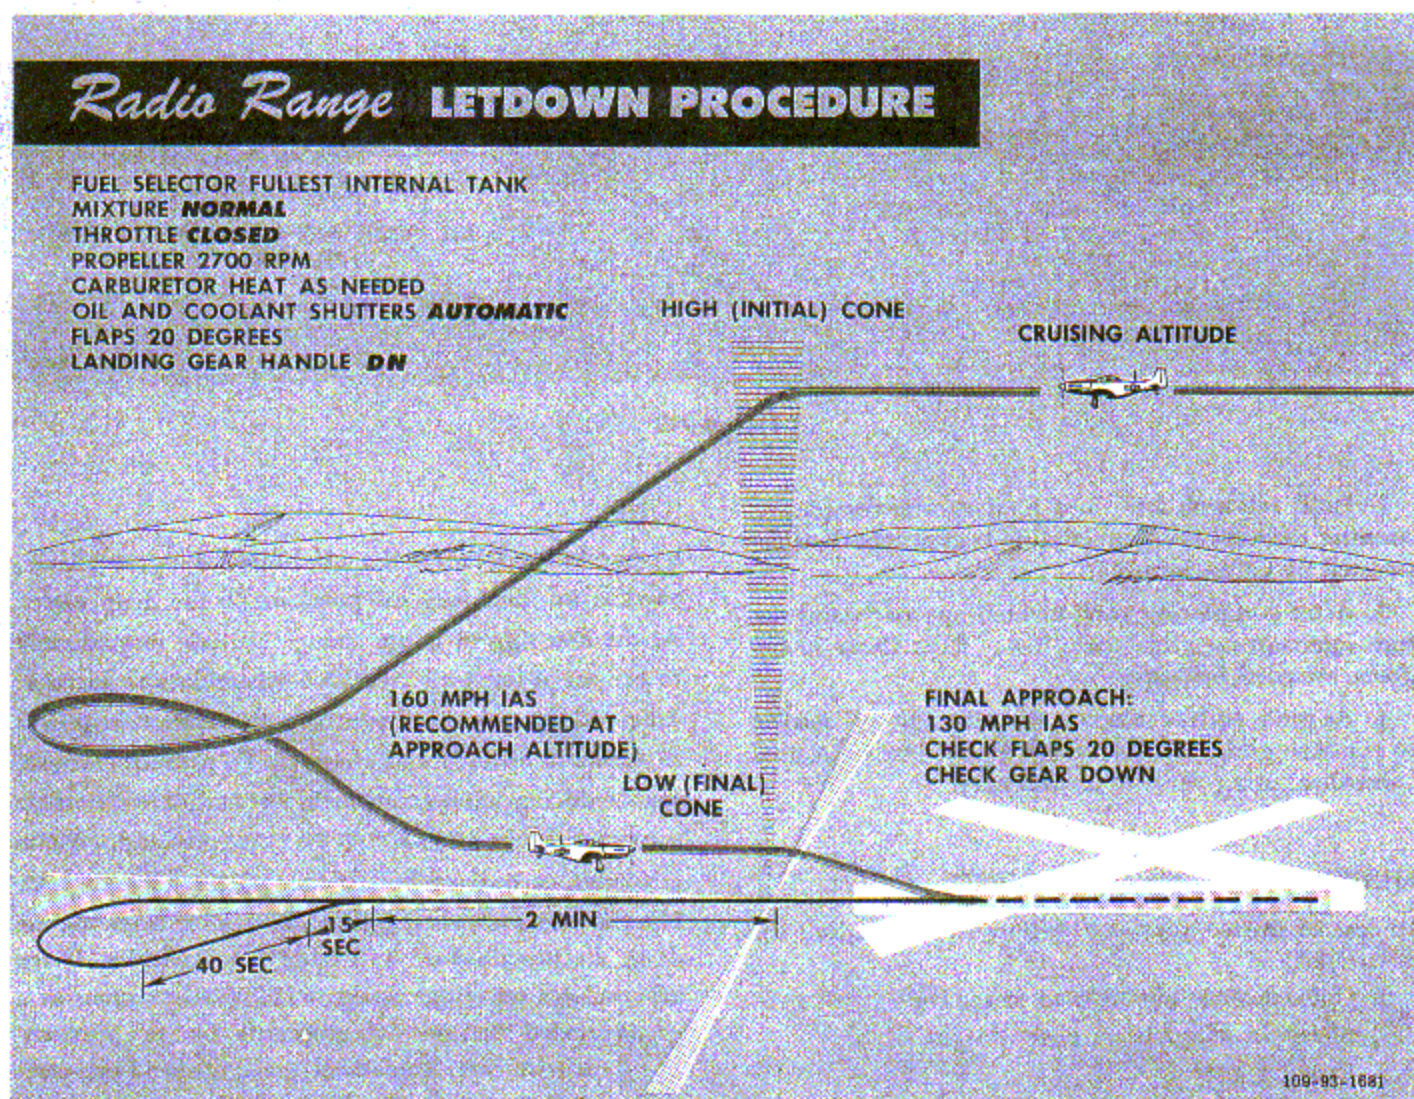 Radio Range LETDOWN PROCEDURE
FUEL SELECTOR FULLEST INTERNAL TANK
MIXTURE NORMAL
THROTTLE CLOSED
PROPELLER 2700 RPM
CARBURETOR HEAT AS NEEDED
OIL AND COOLANT SHUTTERS AUTOMATIC
FLAPS 20 DEGREES
LANDING GEAR HANDLE DN
HIGH (INITIAL) CONE
CRUISING ALTITUDE
160 MPH IAS
(RECOMMENDED AT
APPROACH ALTITUDE)
LOW (FINAL)
CONE
FINAL APPROACH:
130 MPH IAS
CHECK FLAPS 20 DEGREES
CHECK GEAR DOWN
15
SEC
2 MIN
40 SEC
109-93-1681